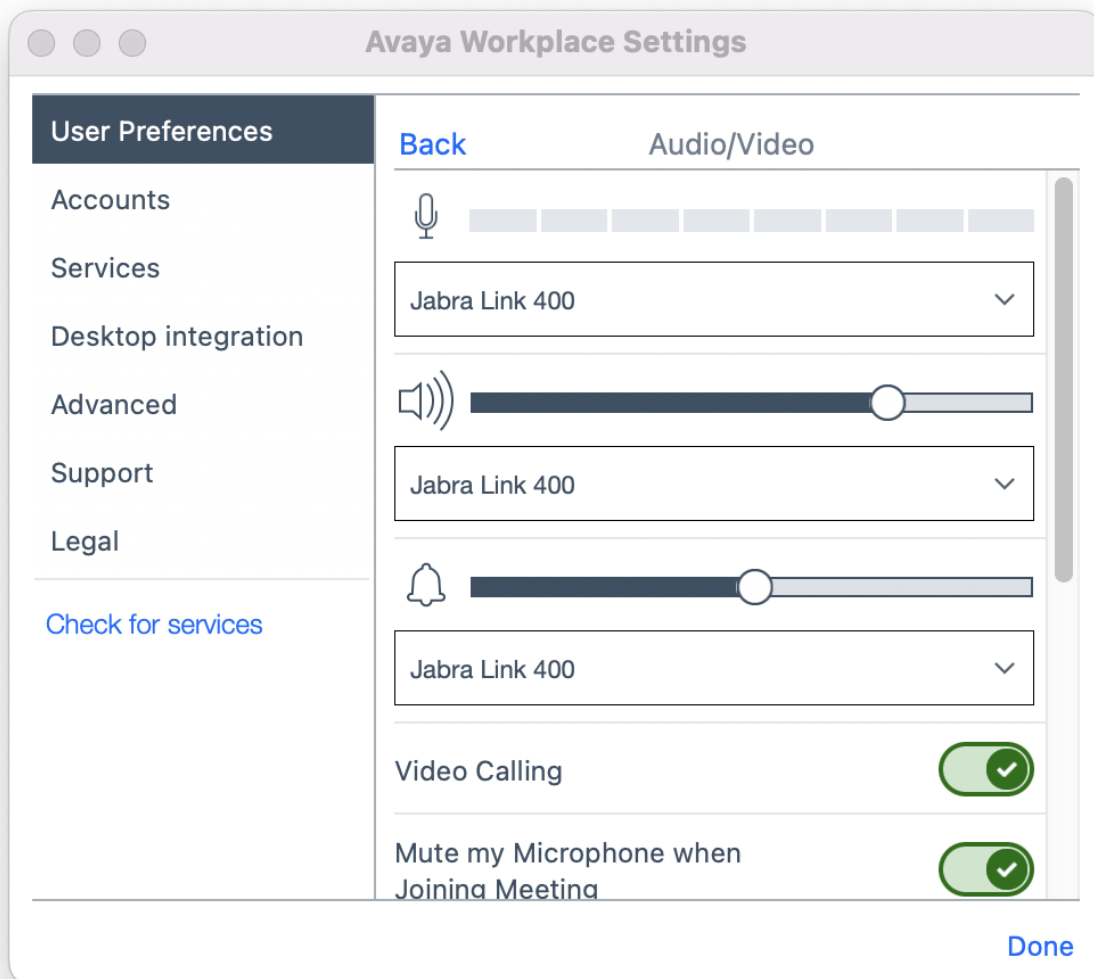 Avaya Workplace Settings
User Preferences
Accounts
Services
Desktop integration
Advanced
Support
Legal
Check for services
Back
Audio/Video
Jabra Link 400
Jabra Link 400
Jabra Link 400
Video Calling
Mute my Microphone when
Joining Meeting
Done